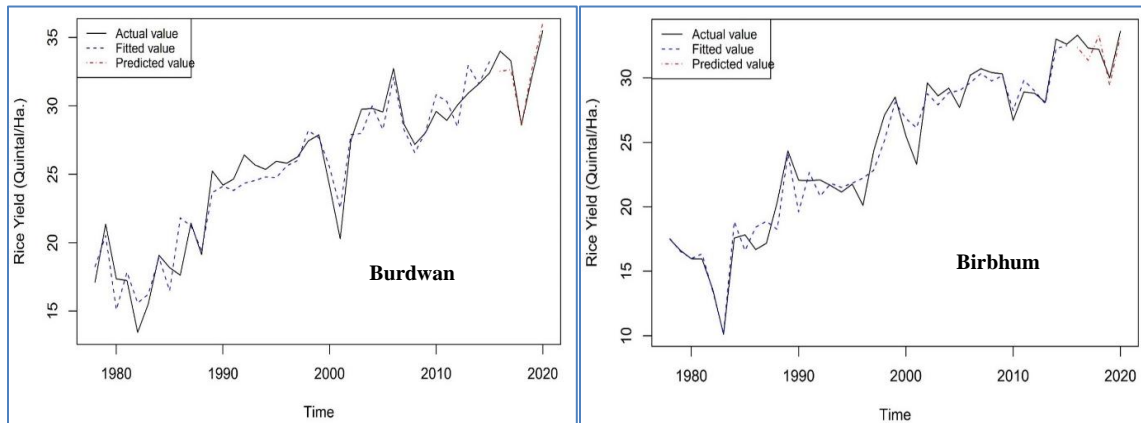 Actual value
Fitted value
Predicted value
Rice Yield (Quintal/Ha.)
35
30
25
20
15
Burdwan
1980
1990
2000
2010
2020
Time
Actual value
Fitted value
Predicted value
Rice Yield (Quintal/Ha.)
30
25
20
15
10
Birbhum
1980
1990
2000
2010
2020
Time